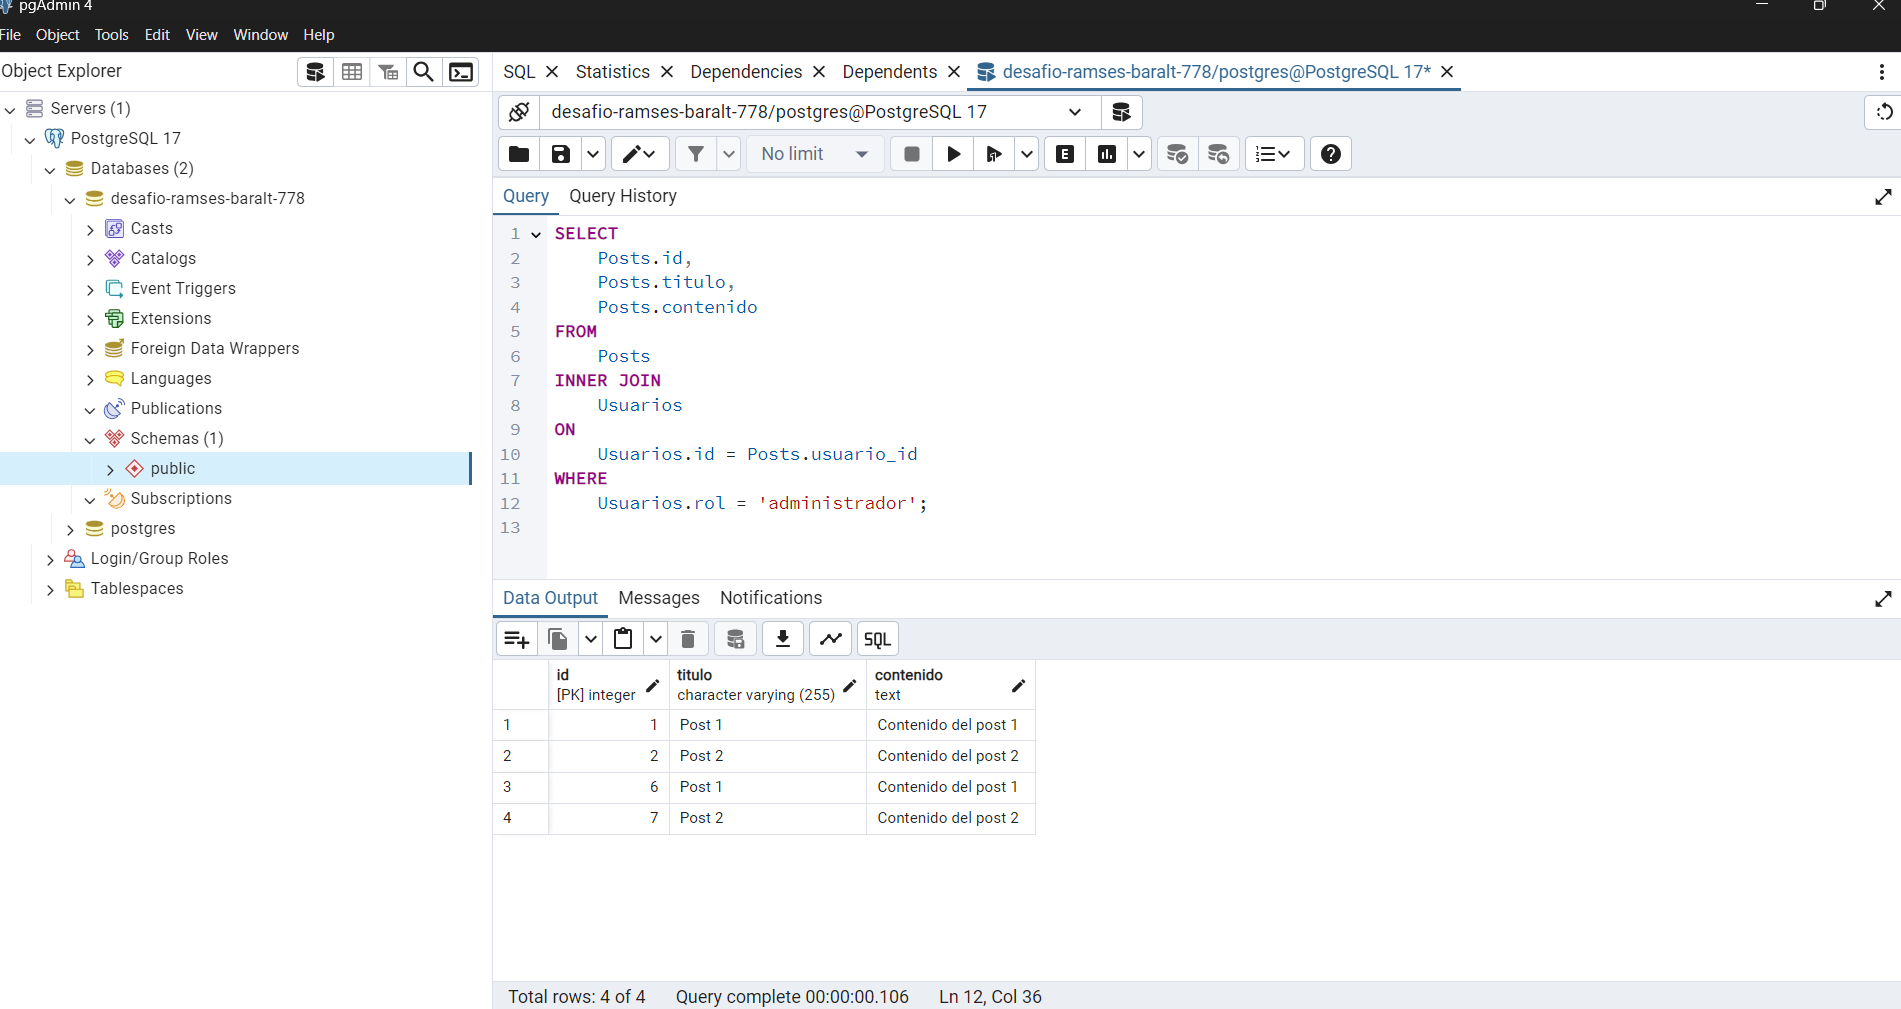 pgAdmin 4
File Object Tools Edit View Window Help
Object Explorer
SQL Statistics Dependencies Dependents desafio-ramses-baralt-778/postgres@PostgreSQL 17*
Servers (1)
PostgreSQL 17
Databases (2)
desafio-ramses-baralt-778
Casts
Catalogs
Event Triggers
Extensions
Foreign Data Wrappers
Languages
Publications
Schemas (1)
public
Subscriptions
postgres
Login/Group Roles
Tablespaces
desafio-ramses-baralt-778/postgres@PostgreSQL 17
No limit E
Query Query History
1 SELECT
2 Posts.id,
3 Posts.titulo,
4 Posts.contenido
5 FROM
6 Posts
7 INNER JOIN
8 Usuarios
9 ON
10 Usuarios.id = Posts.usuario_id
11 WHERE
12 Usuarios.rol = 'administrador';
13
Data Output Messages Notifications
SQL
id titulo contenido
[PK] integer character varying (255) text
1 1 Post 1 Contenido del post 1
2 2 Post 2 Contenido del post 2
3 6 Post 1 Contenido del post 1
4 7 Post 2 Contenido del post 2
Total rows: 4 of 4 Query complete 00:00:00.106 Ln 12, Col 36